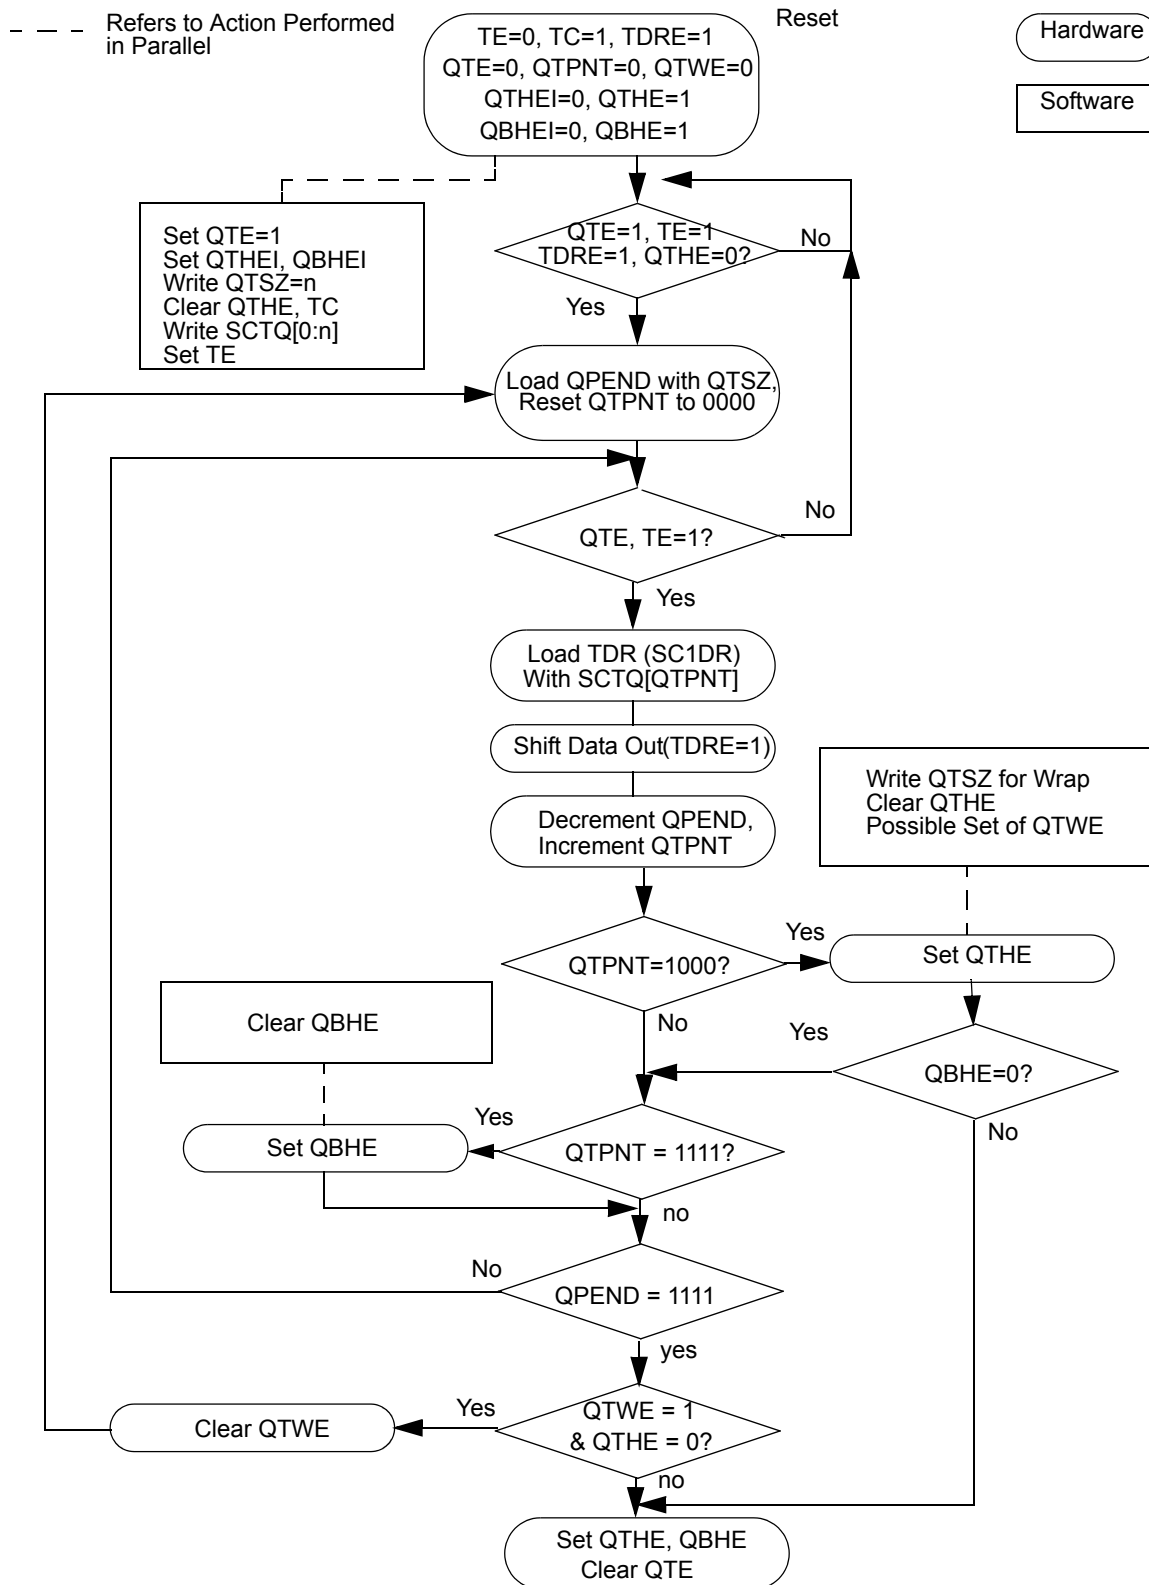 Refers to Action Performed
in Parallel
Reset
Hardware
Software
TE=0, TC=1, TDRE=1
QTE=0, QTPNT=0, QTWE=0
QTHEI=0, QTHE=1
QBHEI=0, QBHE=1
Set QTE=1
Set QTHEI, QBHEI
Write QTSZ=n
Clear QTHE, TC
Write SCTQ[0:n]
Set TE
QTE=1, TE=1
TDRE=1, QTHE=0?
No
Yes
Load QPEND with QTSZ,
Reset QTPNT to 0000
QTE, TE=1?
No
Yes
Load TDR (SC1DR)
With SCTQ[QTPNT]
Shift Data Out(TDRE=1)
Decrement QPEND,
Increment QTPNT
Write QTSZ for Wrap
Clear QTHE
Possible Set of QTWE
QTPNT=1000?
Yes
Set QTHE
No
Yes
QBHE=0?
No
Clear QBHE
Set QBHE
Yes
QTPNT = 1111?
no
No
QPEND = 1111
yes
Clear QTWE
Yes
QTWE = 1
& QTHE = 0?
no
Set QTHE, QBHE
Clear QTE